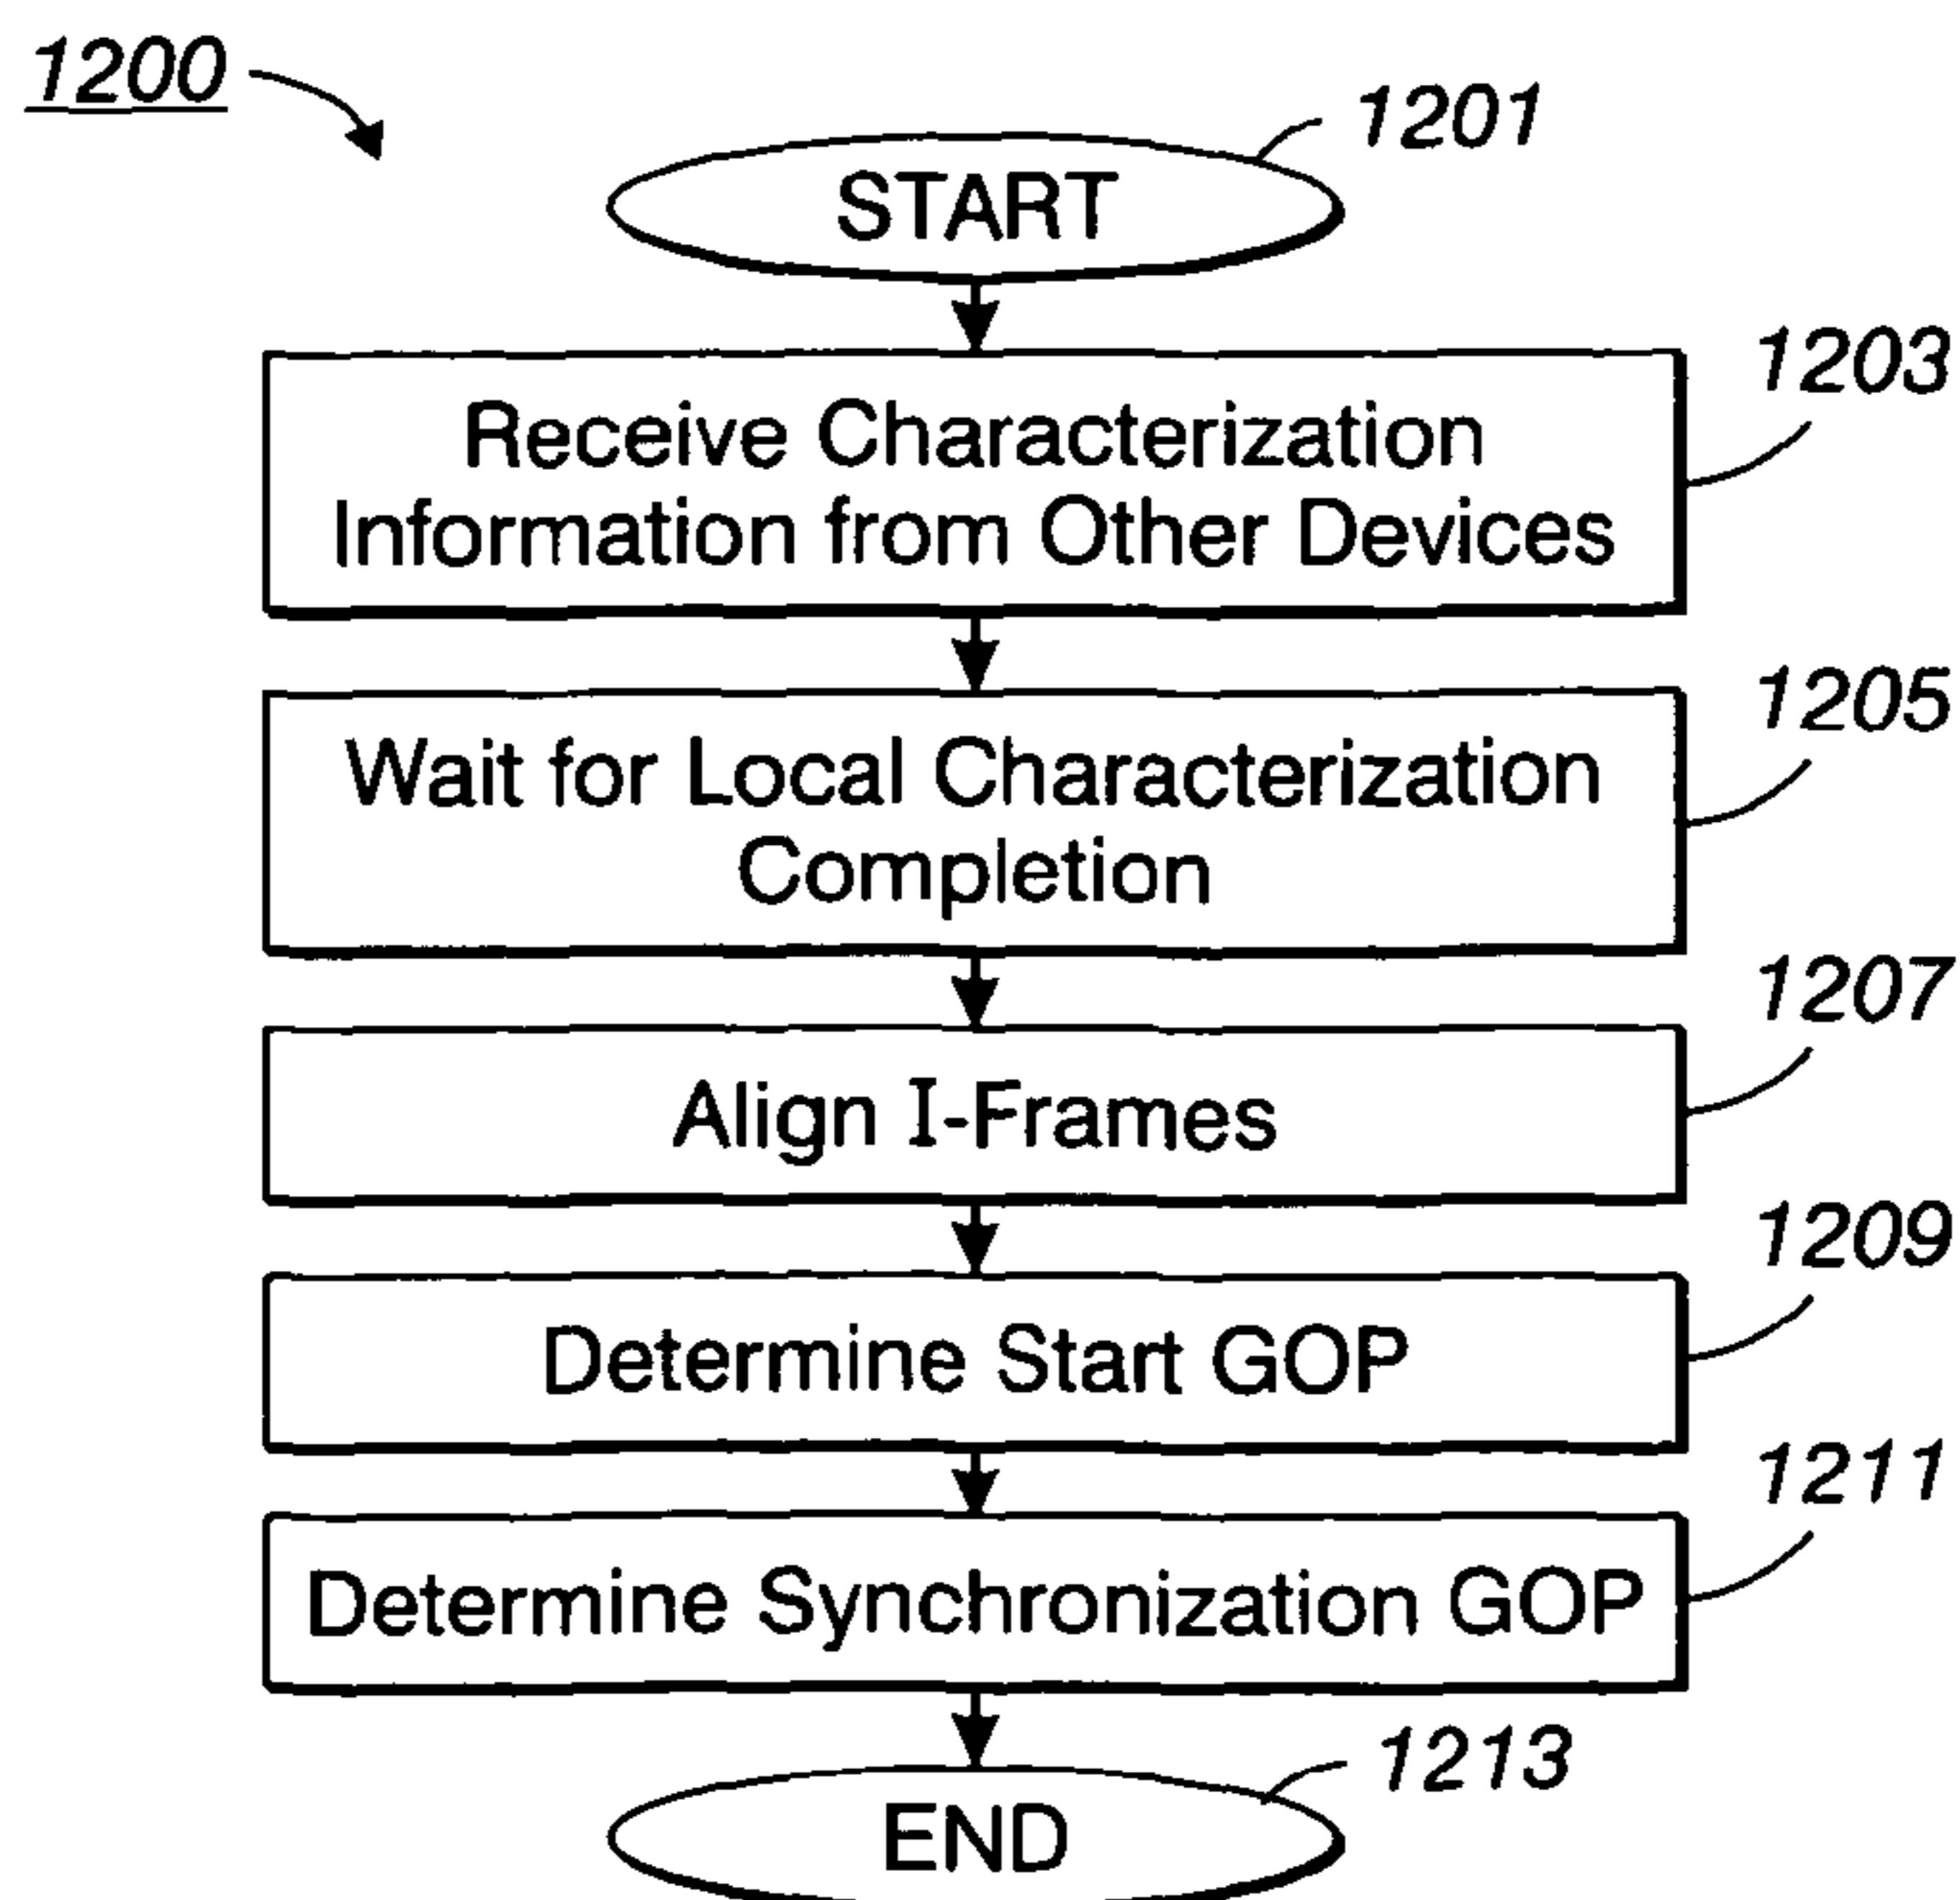 1200
1201
START
1203
Receive Characterization
Information from Other Devices
1205
Wait for Local Characterization
Completion
1207
Align I-Frames
1209
Determine Start GOP
1211
Determine Synchronization GOP
1213
END